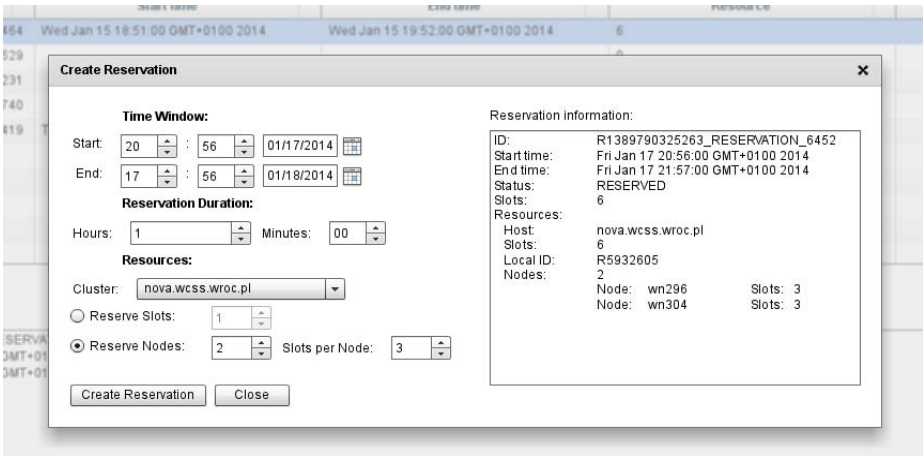 Start time End time Resource
464 Wed Jan 15 18:51:00 GMT+0100 2014 Wed Jan 15 19:52:00 GMT+0100 2014 6
529
231
740
419 T
Create Reservation
Time Window:
Start: 20 : 56 01/17/2014
End: 17 : 56 01/18/2014
Reservation Duration:
Hours: 1 Minutes: 00
Resources:
Cluster: nova.wcss.wroc.pl
Reserve Slots: 1
Reserve Nodes: 2 Slots per Node: 3
Create Reservation Close
Reservation information:
ID: R1389790325263_RESERVATION_6452
Start time: Fri Jan 17 20:56:00 GMT+0100 2014
End time: Fri Jan 17 21:57:00 GMT+0100 2014
Status: RESERVED
Slots: 6
Resources:
Host: nova.wcss.wroc.pl
Slots: 6
Local ID: R5932605
Nodes: 2
Node: wn296 Slots: 3
Node: wn304 Slots: 3
SERVA
GMT+01
GMT+01